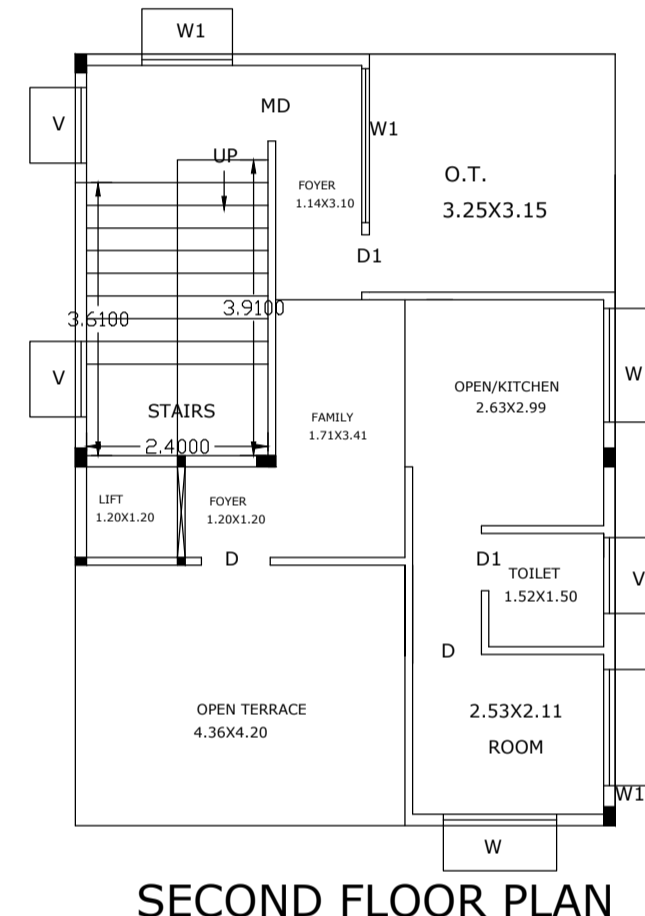 W1
V
MD
W1
UP
O.T.
3.25X3.15
FOYER
1.14X3.10
D1
3.6100
3.9100
V
W
OPEN/KITCHEN
2.63X2.99
STAIRS
FAMILY
1.71X3.41
2.4000
LIFT
1.20X1.20
FOYER
1.20X1.20
D
D1
TOILET
1.52X1.50
V
D
OPEN TERRACE
4.36X4.20
2.53X2.11
ROOM
W1
W
SECOND FLOOR PLAN